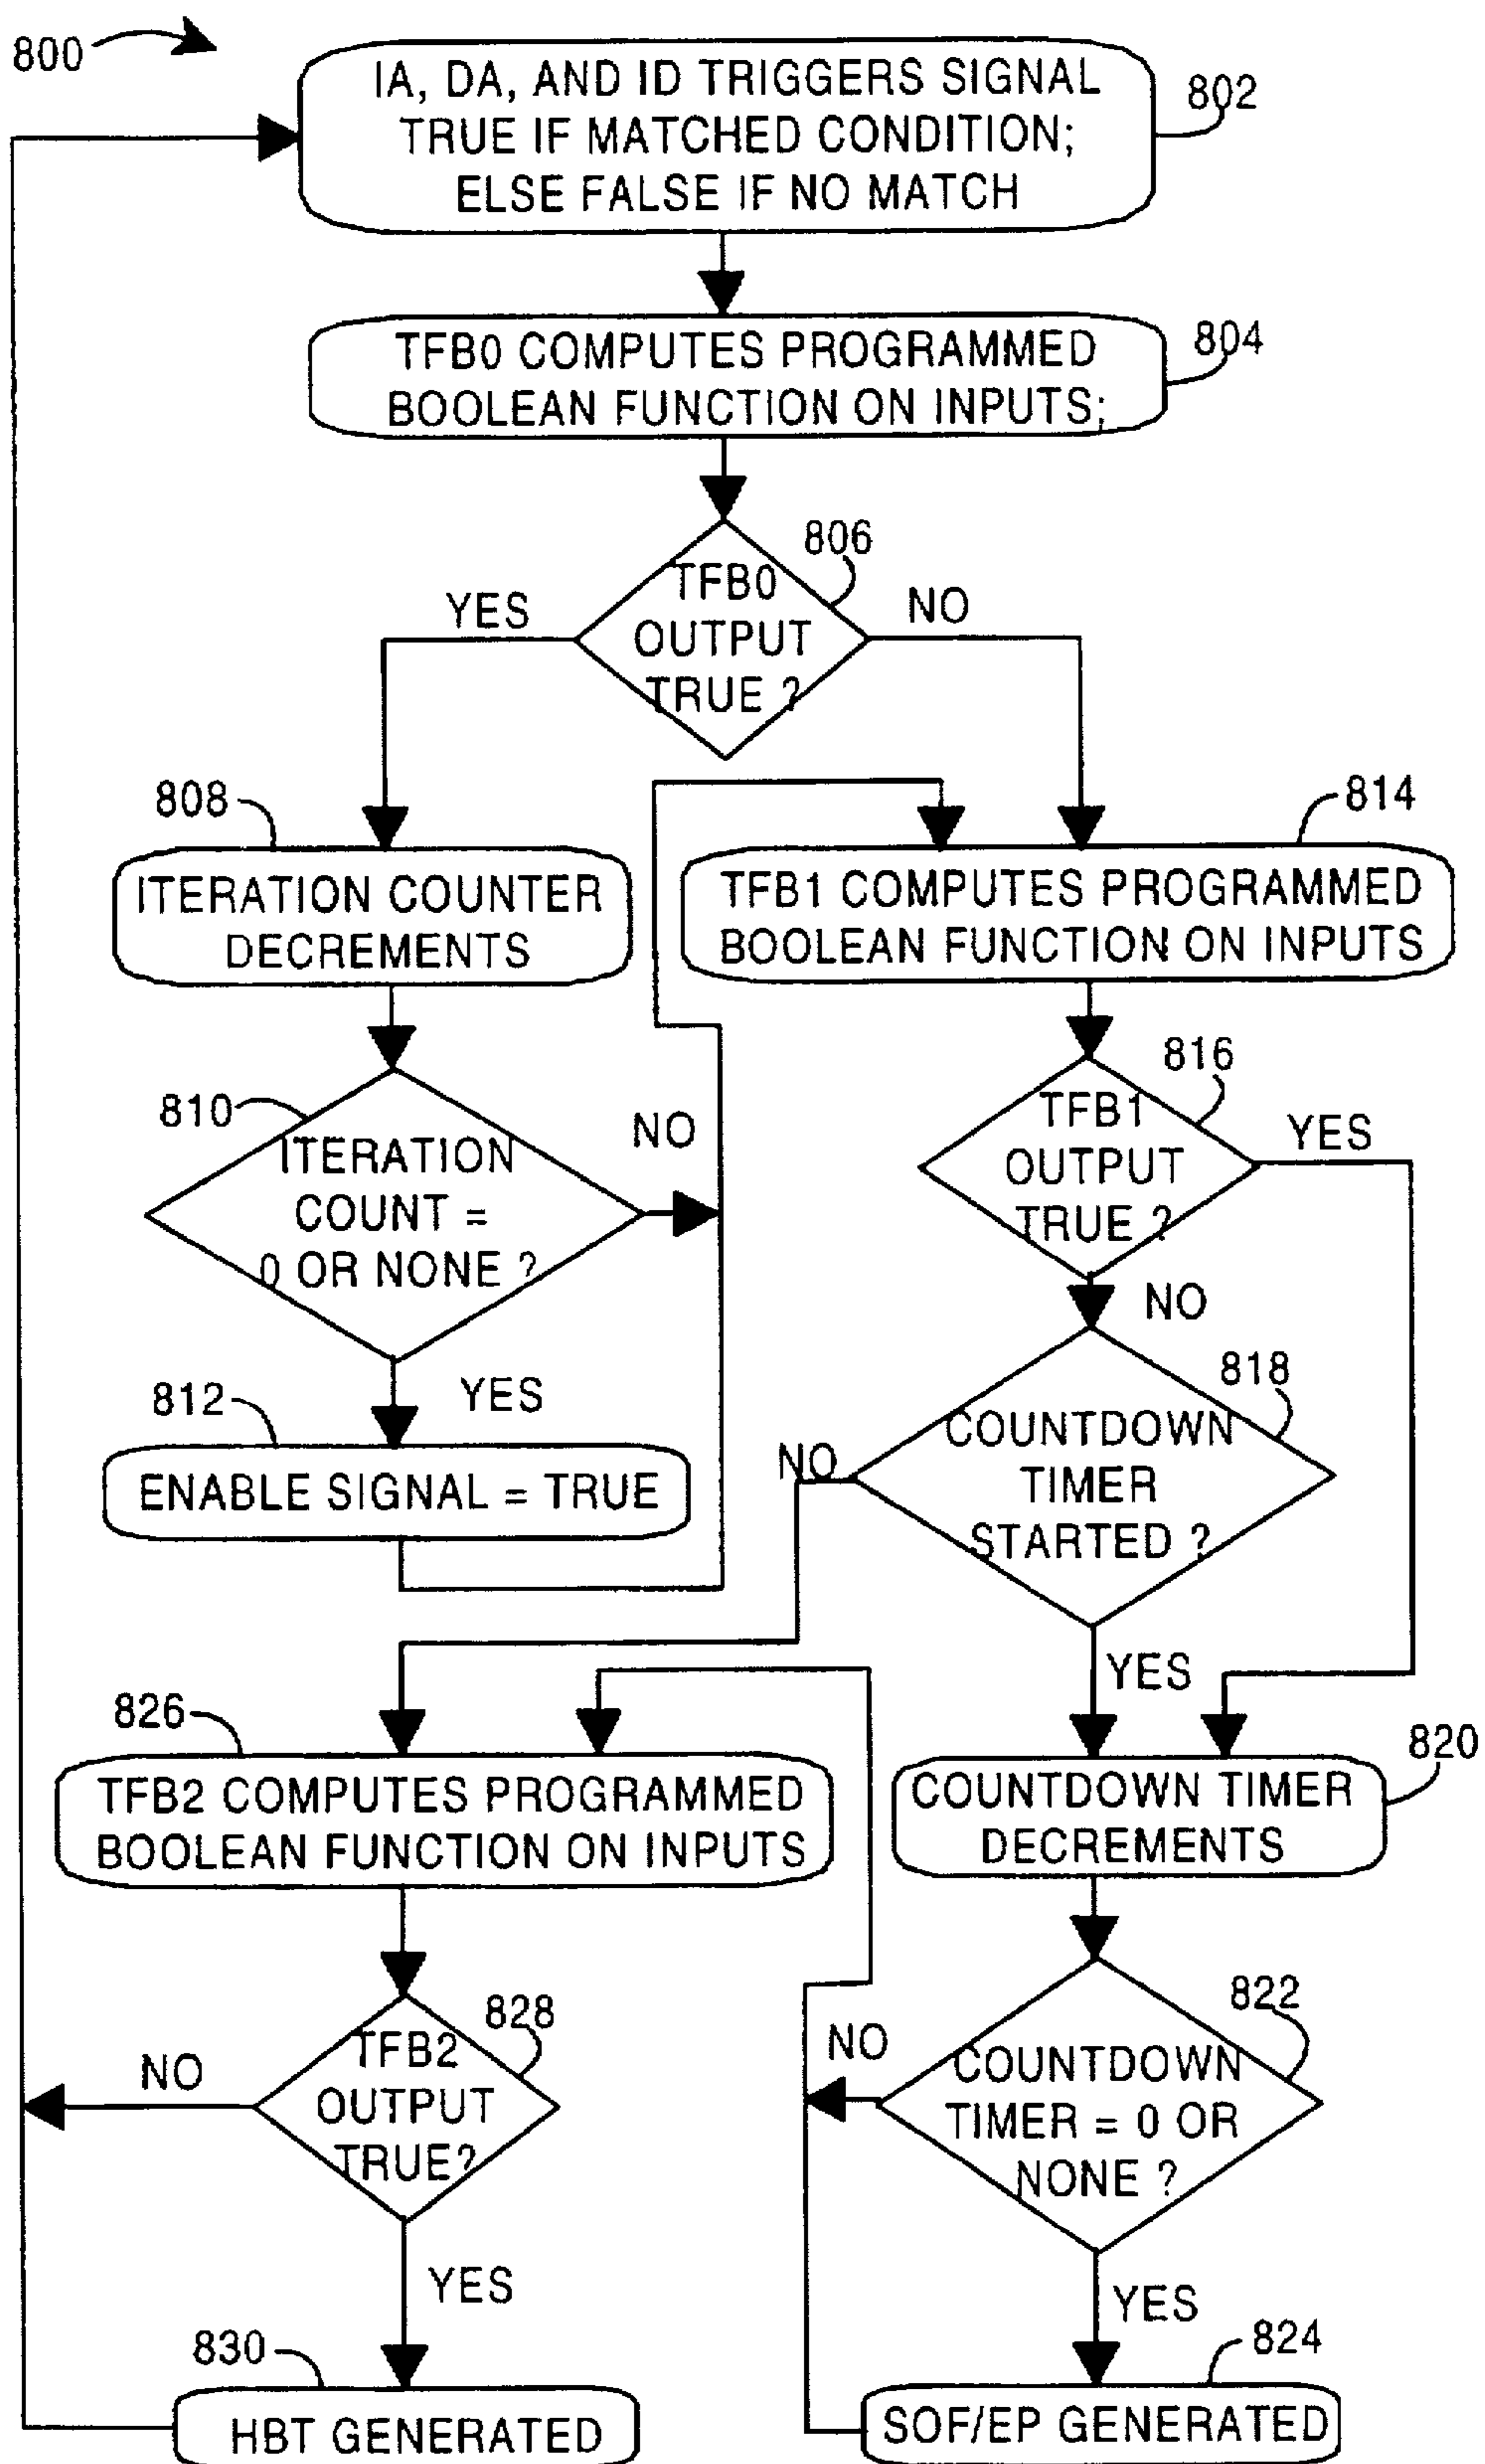 800
IA, DA, AND ID TRIGGERS SIGNAL
TRUE IF MATCHED CONDITION;
ELSE FALSE IF NO MATCH
802
TFB0 COMPUTES PROGRAMMED
BOOLEAN FUNCTION ON INPUTS;
804
806
TFB0
OUTPUT
TRUE ?
YES
NO
808
ITERATION COUNTER
DECREMENTS
814
TFB1 COMPUTES PROGRAMMED
BOOLEAN FUNCTION ON INPUTS
810
ITERATION
COUNT =
0 OR NONE ?
NO
816
TFB1
OUTPUT
TRUE ?
YES
NO
YES
812
ENABLE SIGNAL = TRUE
818
COUNTDOWN
TIMER
STARTED ?
NO
YES
826
TFB2 COMPUTES PROGRAMMED
BOOLEAN FUNCTION ON INPUTS
820
COUNTDOWN TIMER
DECREMENTS
828
TFB2
OUTPUT
TRUE?
NO
822
COUNTDOWN
TIMER = 0 OR
NONE ?
NO
YES
YES
830
HBT GENERATED
824
SOF/EP GENERATED